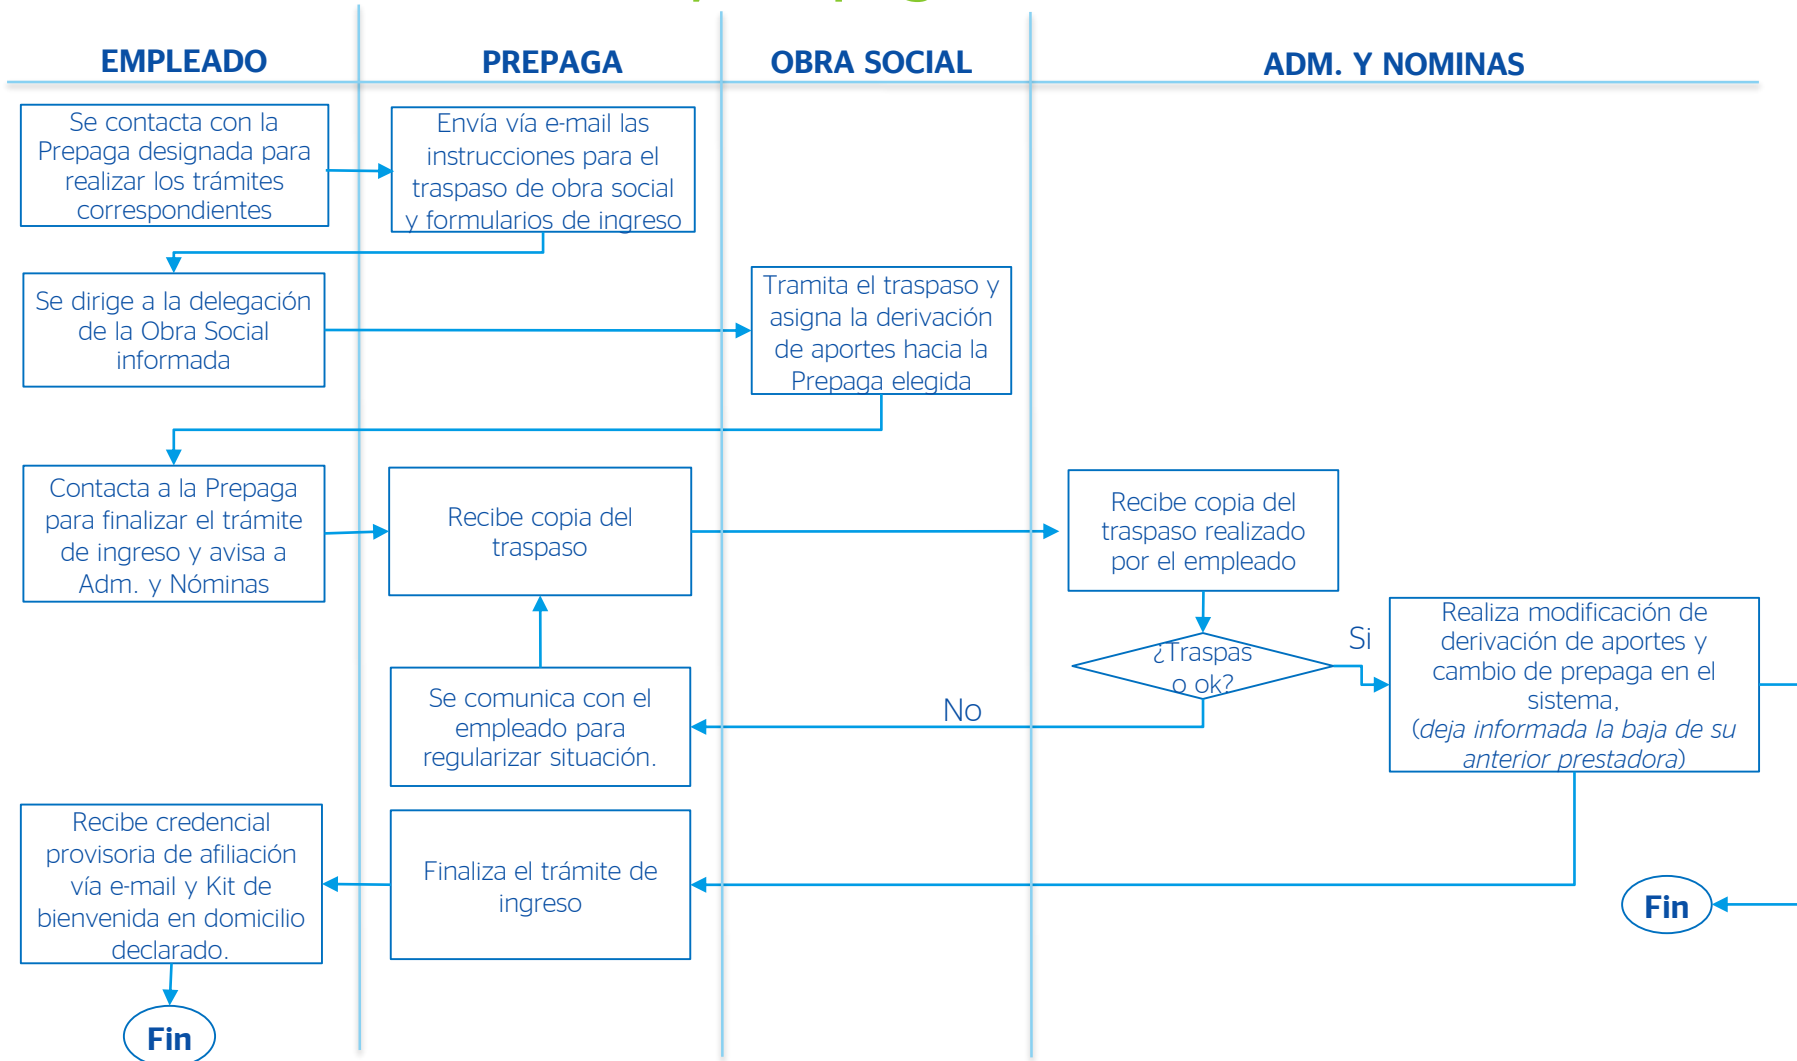 EMPLEADO
PREPAGA
OBRA SOCIAL
ADM. Y NOMINAS
Se contacta con la
Prepaga designada para
realizar los trámites
correspondientes
Envía vía e-mail las
instrucciones para el
traspaso de obra social
y formularios de ingreso
Se dirige a la delegación
de la Obra Social
informada
Tramita el traspaso y
asigna la derivación
de aportes hacia la
Prepaga elegida
Contacta a la Prepaga
para finalizar el trámite
de ingreso y avisa a
Adm. y Nóminas
Recibe copia del
traspaso
Recibe copia del
traspaso realizado
por el empleado
¿Traspas
o ok?
Si
No
Realiza modificación de
derivación de aportes y
cambio de prepaga en el
sistema,
(deja informada la baja de su
anterior prestadora)
Se comunica con el
empleado para
regularizar situación.
Recibe credencial
provisoria de afiliación
vía e-mail y Kit de
bienvenida en domicilio
declarado.
Finaliza el trámite de
ingreso
Fin
Fin